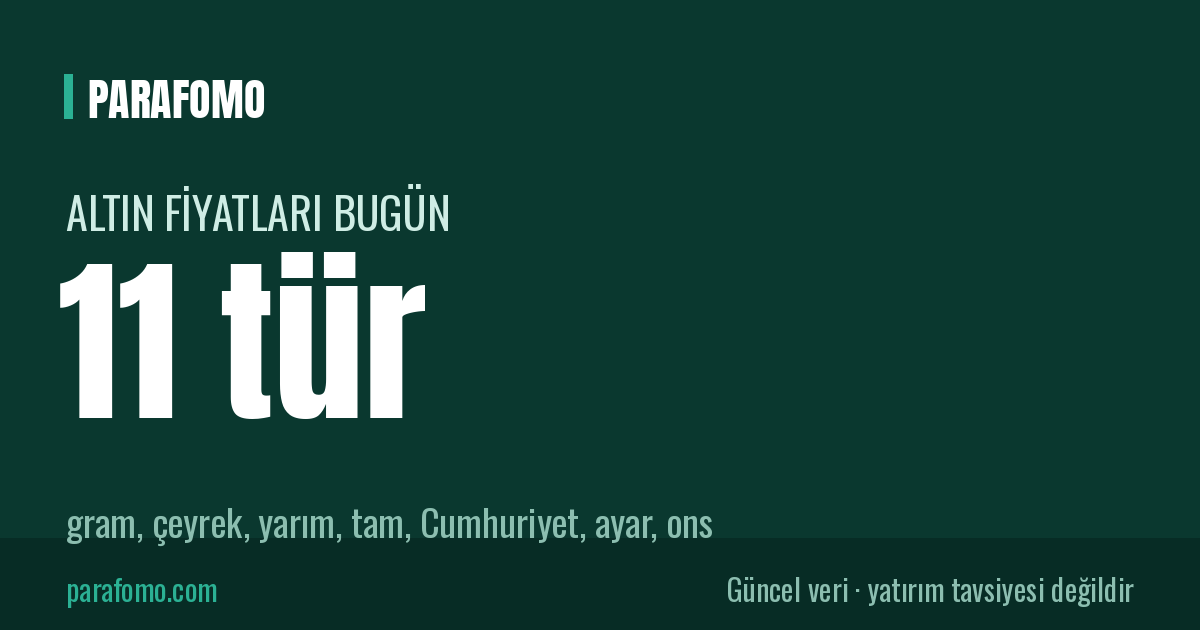 PARAFOMO
ALTIN FİYATLARI BUGÜN
11 tür
gram, çeyrek, yarım, tam, Cumhuriyet, ayar, ons
parafomo.com
Güncel veri · yatırım tavsiyesi değildir